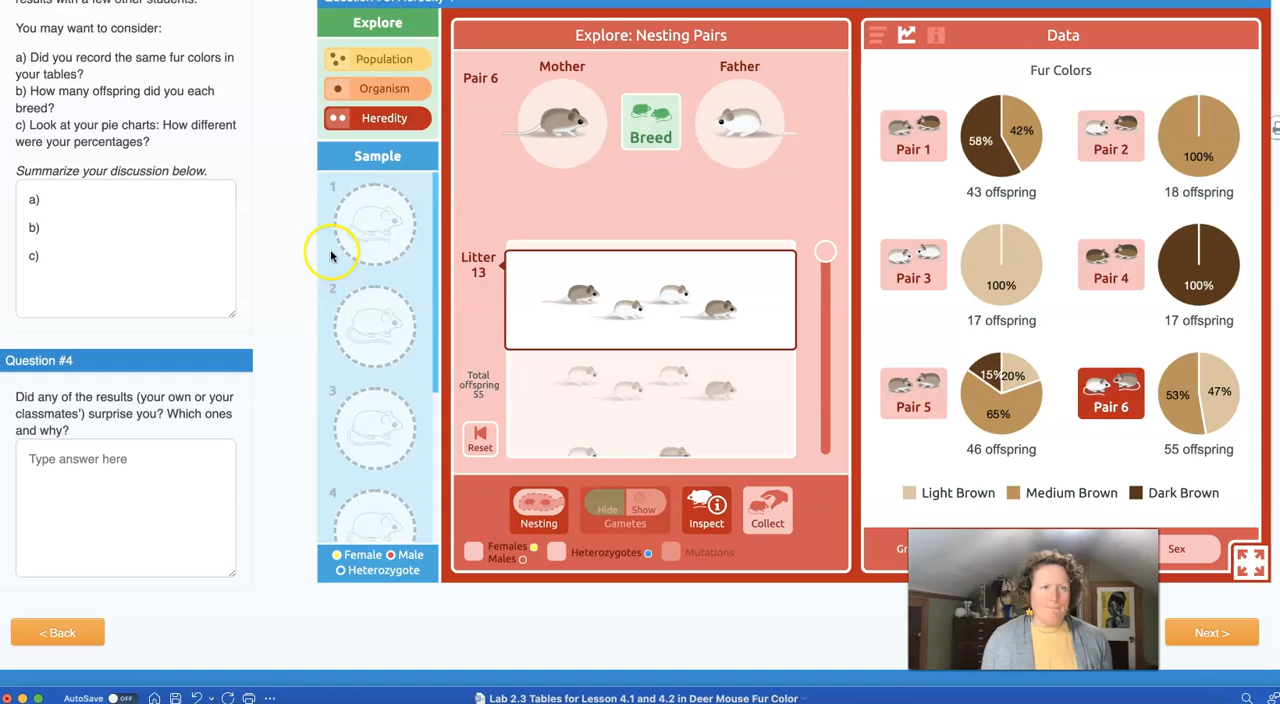 results with a few other students.
You may want to consider:
a) Did you record the same fur colors in
your tables?
b) How many offspring did you each
breed?
c) Look at your pie charts: How different
were your percentages?
Summarize your discussion below.
a)
b)
c)
Question #4
Did any of the results (your own or your
classmates') surprise you? Which ones
and why?
Type answer here
< Back
Explore
Population
Organism
Heredity
Sample
1
2
3
4
Female Male
Heterozygote
Explore: Nesting Pairs
Pair 6
Mother
Father
Breed
Litter
13
Total
offspring
55
Reset
Nesting
Hide
Show
Gametes
Inspect
Collect
Females
Males
Heterozygotes
Mutations
Data
Fur Colors
Pair 1
58%
42%
43 offspring
Pair 2
100%
18 offspring
Pair 3
100%
17 offspring
Pair 4
100%
17 offspring
Pair 5
15%
20%
65%
46 offspring
Pair 6
53%
47%
55 offspring
Light Brown
Medium Brown
Dark Brown
Sex
Next >
AutoSave
OFF
Lab 2.3 Tables for Lesson 4.1 and 4.2 in Deer Mouse Fur Color